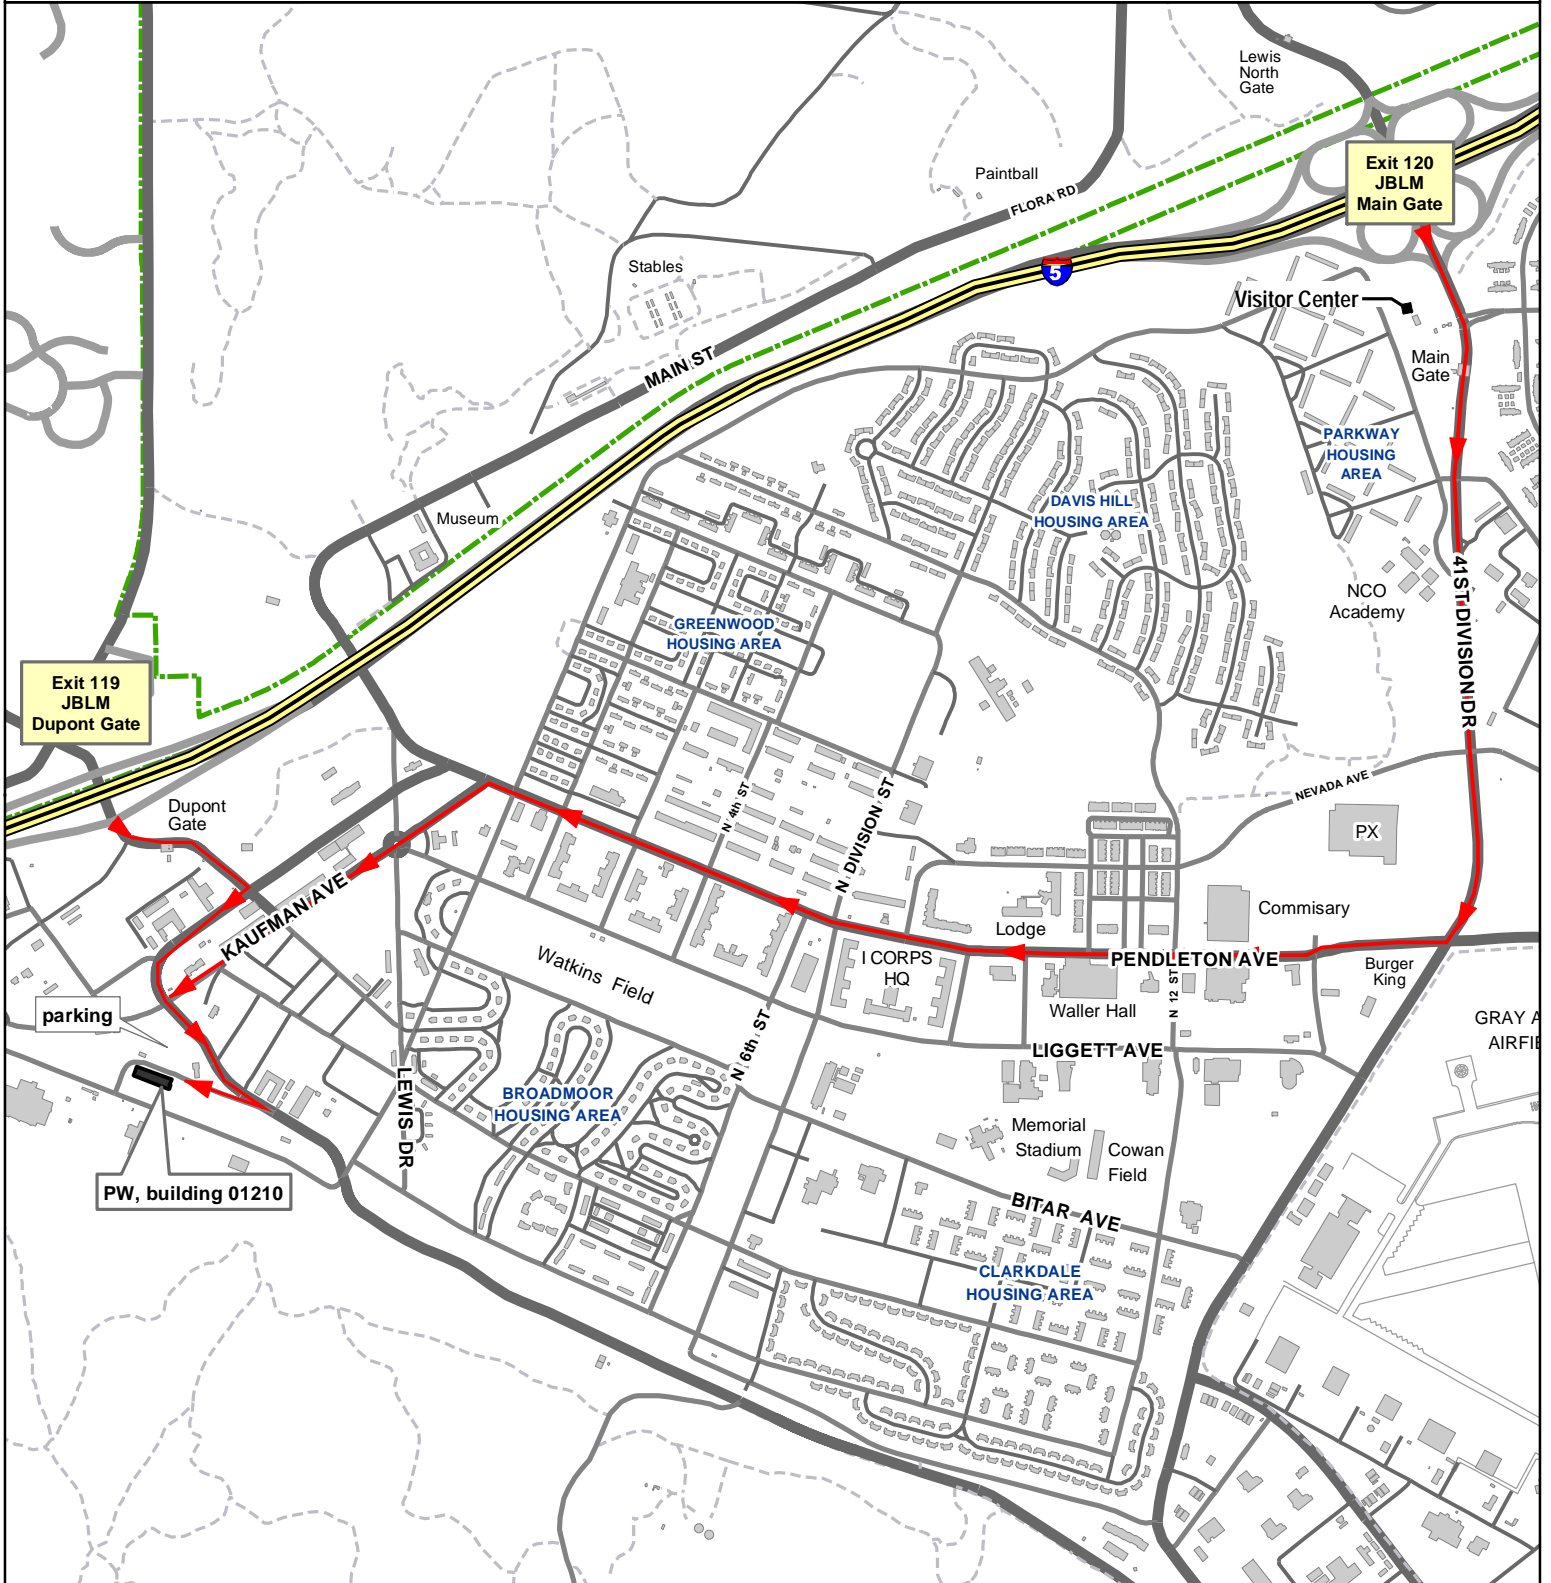 Lewis
North
Gate
Exit 120
JBLM
Main Gate
Paintball
FLORA RD
Stables
5
Visitor Center
MAIN ST
Main
Gate
PARKWAY
HOUSING
AREA
DAVIS HILL
HOUSING AREA
Museum
41ST DIVISION DR
NCO
Academy
GREENWOOD
HOUSING AREA
Exit 119
JBLM
Dupont Gate
NEVADA AVE
N 4th ST
N DIVISION ST
Dupont
Gate
PX
KAUFMAN AVE
Commisary
Lodge
Watkins Field
I CORPS
HQ
PENDLETON AVE
Burger
King
N 12 ST
parking
Waller Hall
GRAY A
AIRFIE
N 6th ST
LIGGETT AVE
LEWIS DR
BROADMOOR
HOUSING AREA
Memorial
Stadium
Cowan
Field
PW, building 01210
BITAR AVE
CLARKDALE
HOUSING AREA